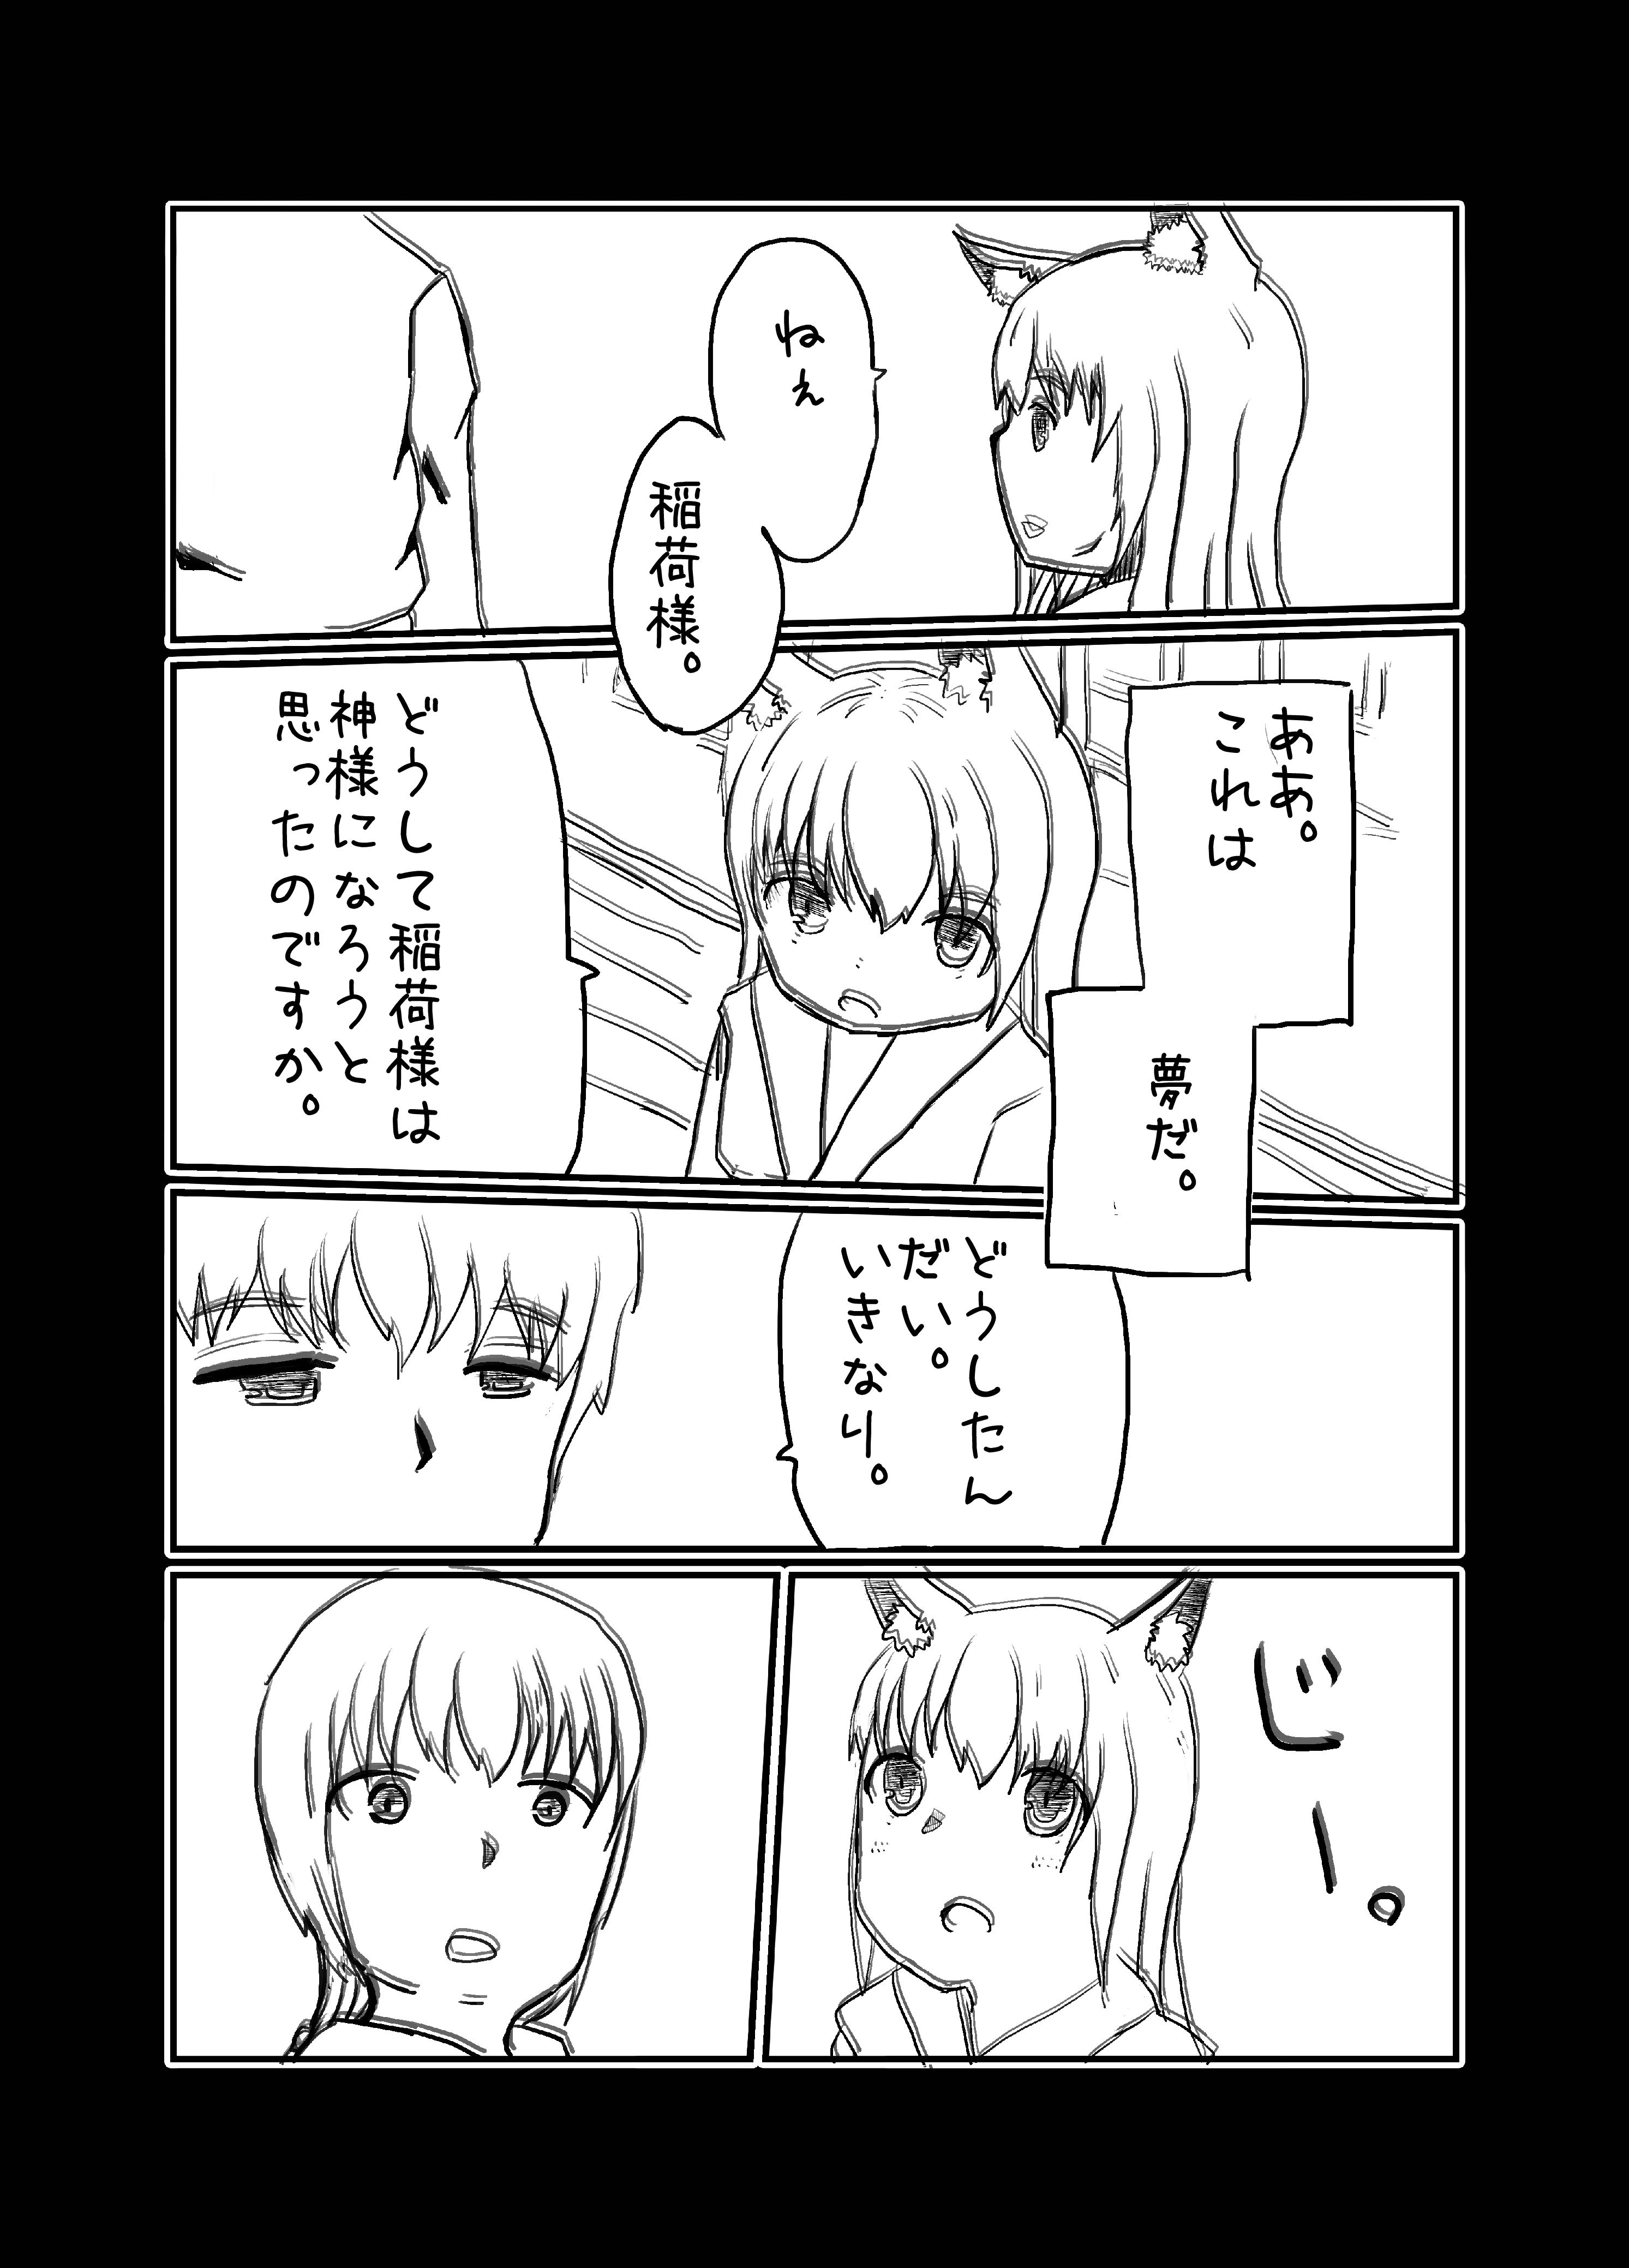 ねぇ
稲荷様。
ああ。
これは
夢だ。
どうして稲荷様は
神様になろうと
思ったのですか。
どうしたん
だい。
いきなり。
じー。